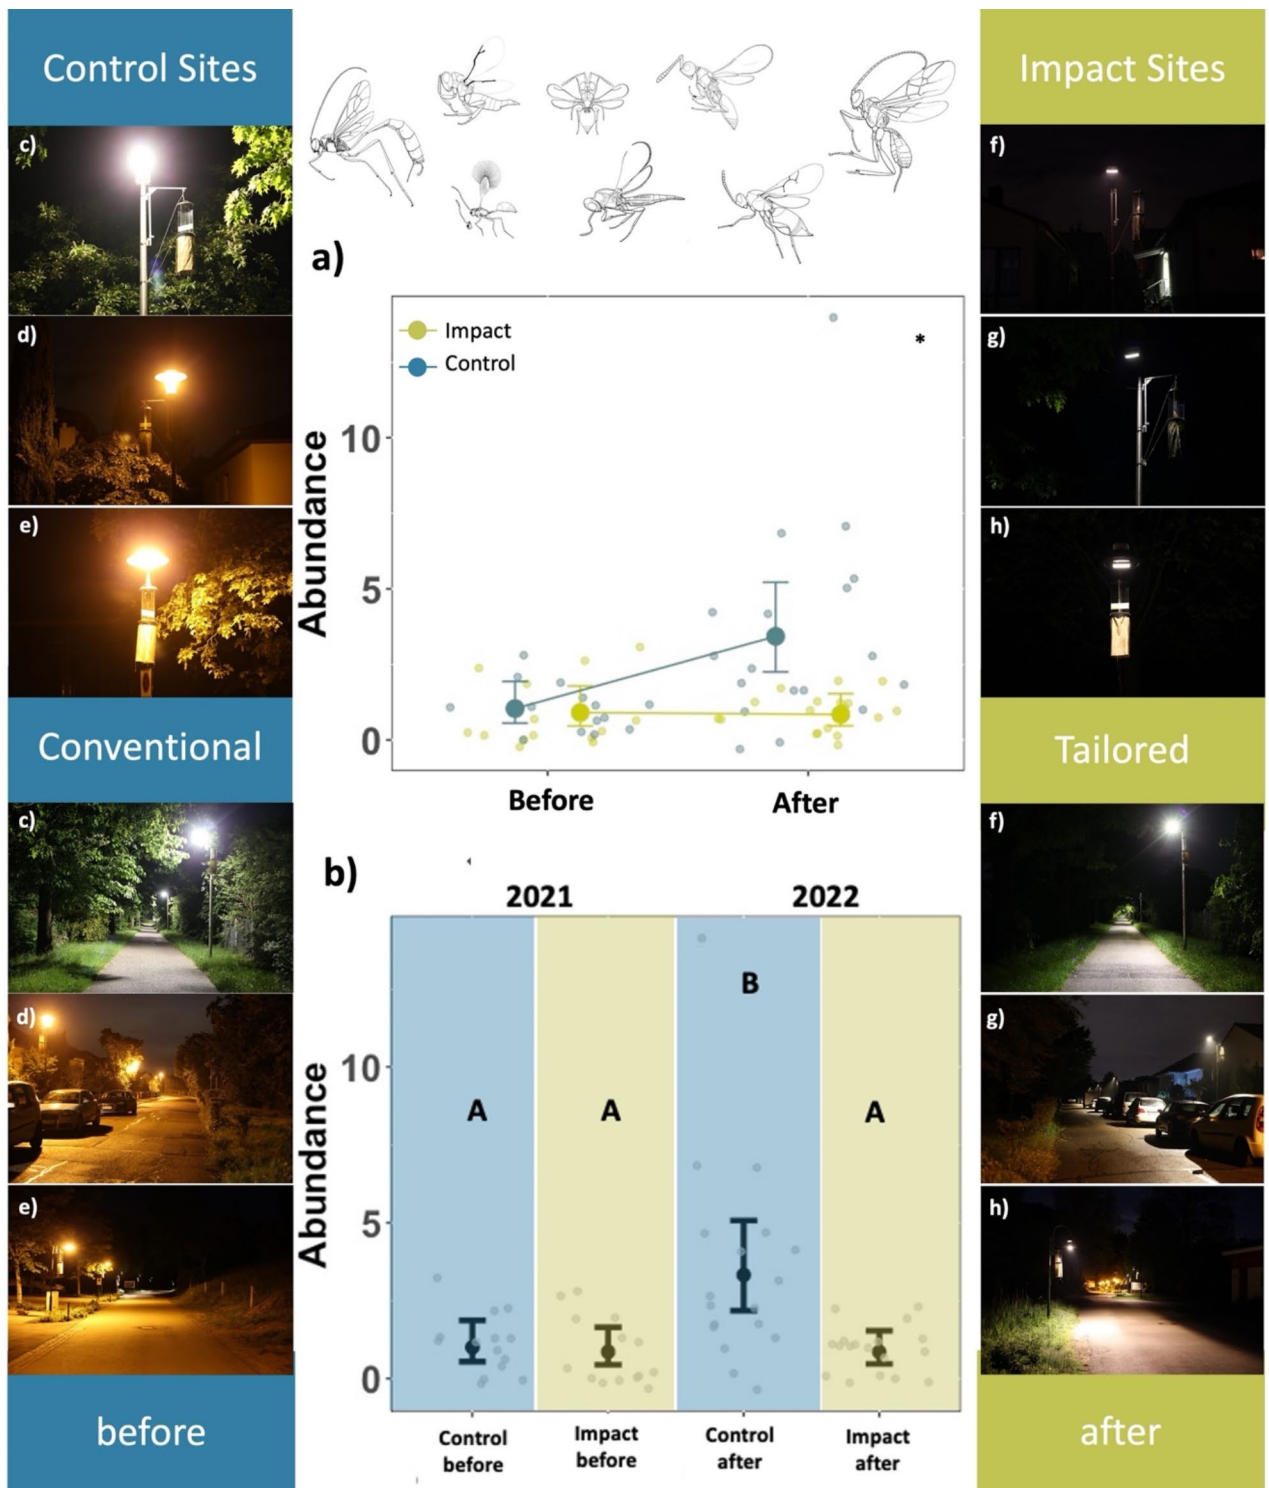 Control Sites
c)
d)
e)
Conventional
c)
d)
e)
before
a)
Impact
Control
*
Abundance
10
5
0
Before
After
b)
2021
2022
Abundance
10
5
0
A
A
B
A
Control
before
Impact
before
Control
after
Impact
after
Impact Sites
f)
g)
h)
Tailored
f)
g)
h)
after